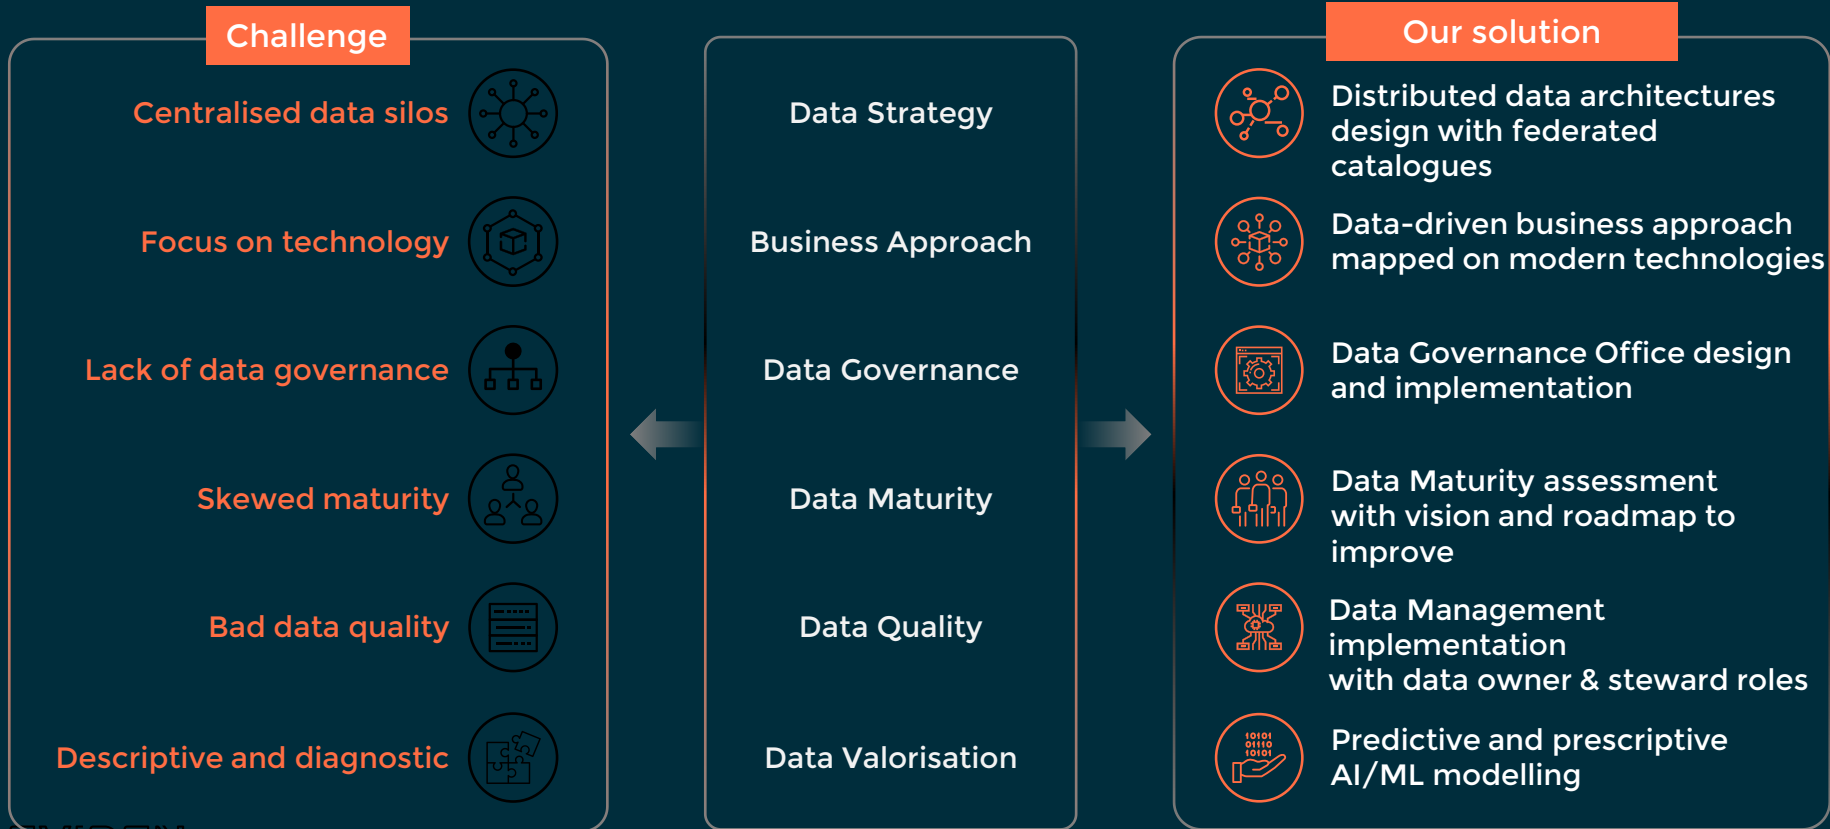 Challenge
Our solution
Centralised data silos
Data Strategy
Distributed data architectures
design with federated
catalogues
Focus on technology
Business Approach
Data-driven business approach
mapped on modern technologies
Lack of data governance
Data Governance
Data Governance Office design
and implementation
Skewed maturity
Data Maturity
Data Maturity assessment
with vision and roadmap to
improve
Bad data quality
Data Quality
Data Management
implementation
with data owner & steward roles
Descriptive and diagnostic
Data Valorisation
10101
01110
10101
Predictive and prescriptive
AI/ML modelling